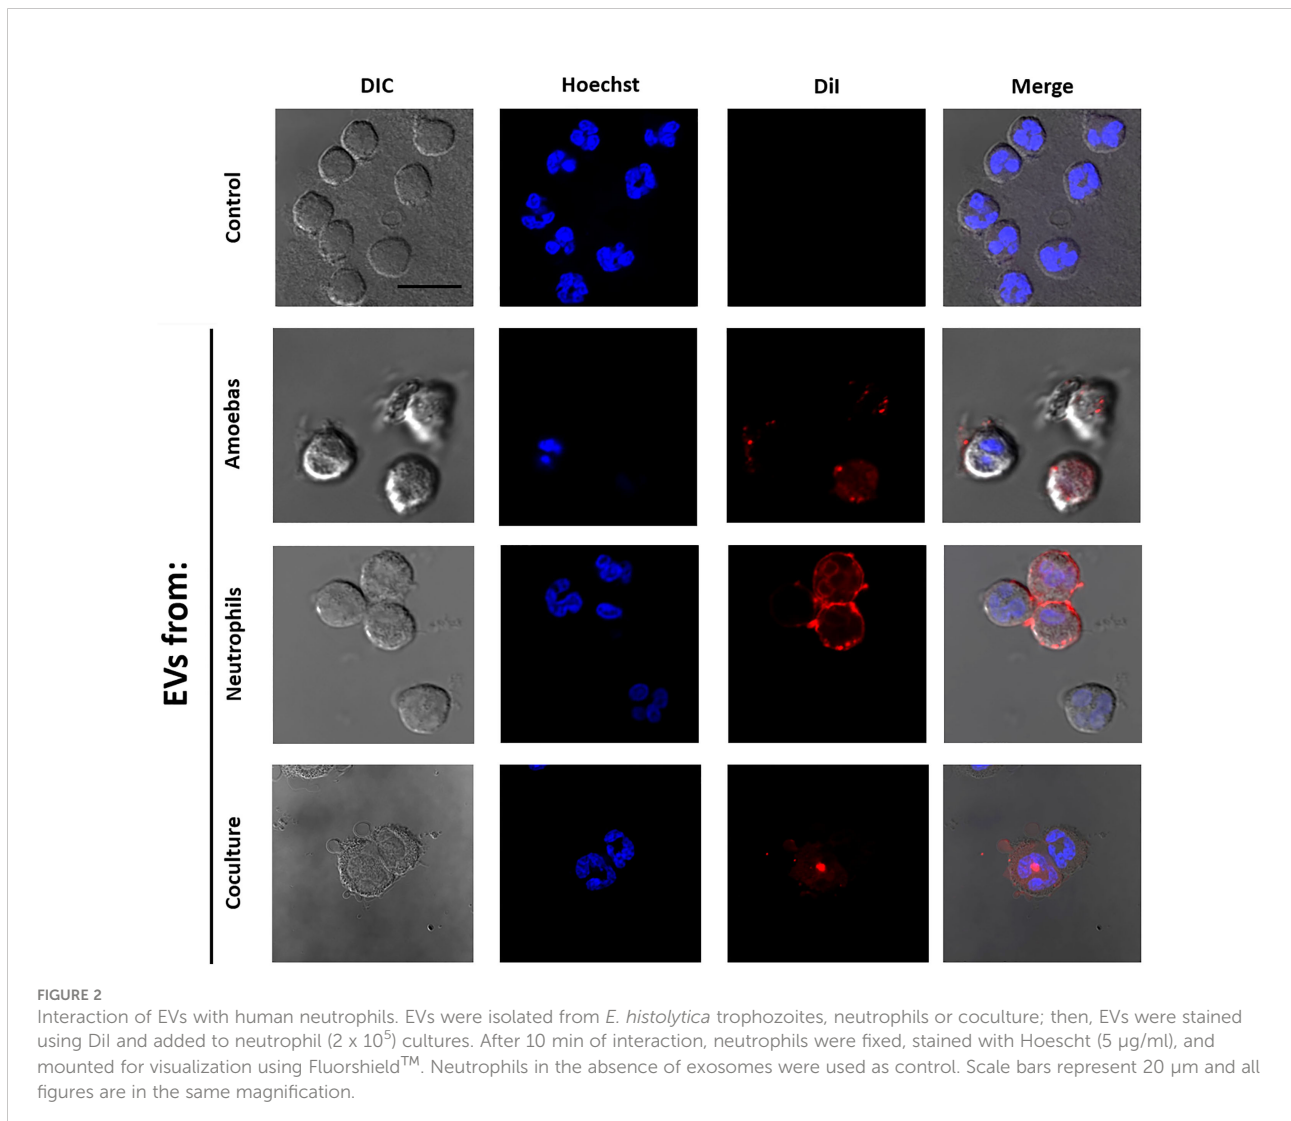 DIC Hoechst DiI Merge
Control
EVs from:
Amoebas
Neutrophils
Coculture
FIGURE 2
Interaction of EVs with human neutrophils. EVs were isolated from E. histolytica trophozoites, neutrophils or coculture; then, EVs were stained
using DiI and added to neutrophil (2 x 10⁵) cultures. After 10 min of interaction, neutrophils were fixed, stained with Hoescht (5 µg/ml), and
mounted for visualization using Fluorshield™. Neutrophils in the absence of exosomes were used as control. Scale bars represent 20 µm and all
figures are in the same magnification.